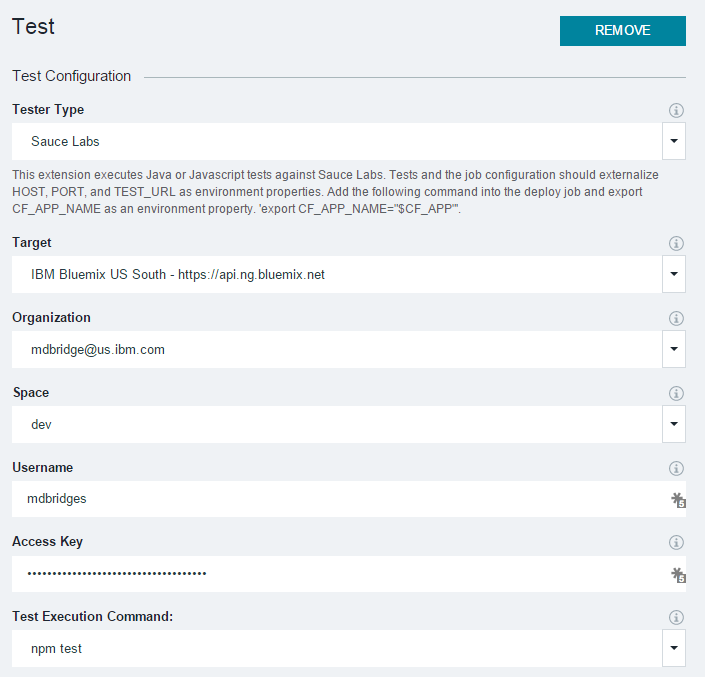 Test
REMOVE
Test Configuration
Tester Type
Sauce Labs
This extension executes Java or Javascript tests against Sauce Labs. Tests and the job configuration should externalize
HOST, PORT, and TEST_URL as environment properties. Add the following command into the deploy job and export
CF_APP_NAME as an environment property. 'export CF_APP_NAME="$CF_APP"'.
Target
IBM Bluemix US South - https://api.ng.bluemix.net
Organization
mdbridge@us.ibm.com
Space
dev
Username
mdbridges
Access Key
••••••••••••••••••••••••••••••••••••
Test Execution Command:
npm test